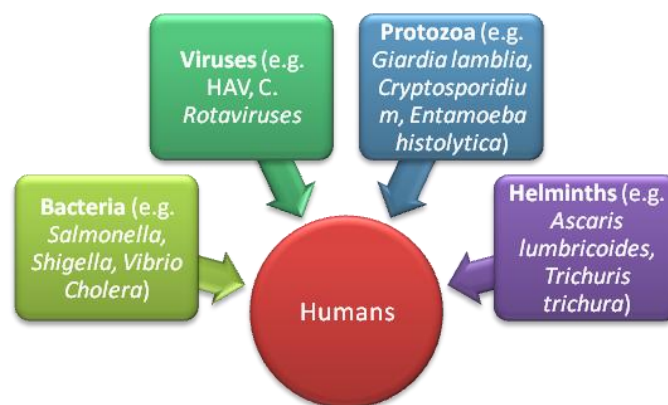 Bacteria (e.g.
Salmonella,
Shigella, Vibrio
Cholera)
Viruses (e.g.
HAV, C.
Rotaviruses
Protozoa (e.g.
Giardia lamblia,
Cryptosporidiu
m, Entamoeba
histolytica)
Helminths (e.g.
Ascaris
lumbricoides,
Trichuris
trichura)
Humans